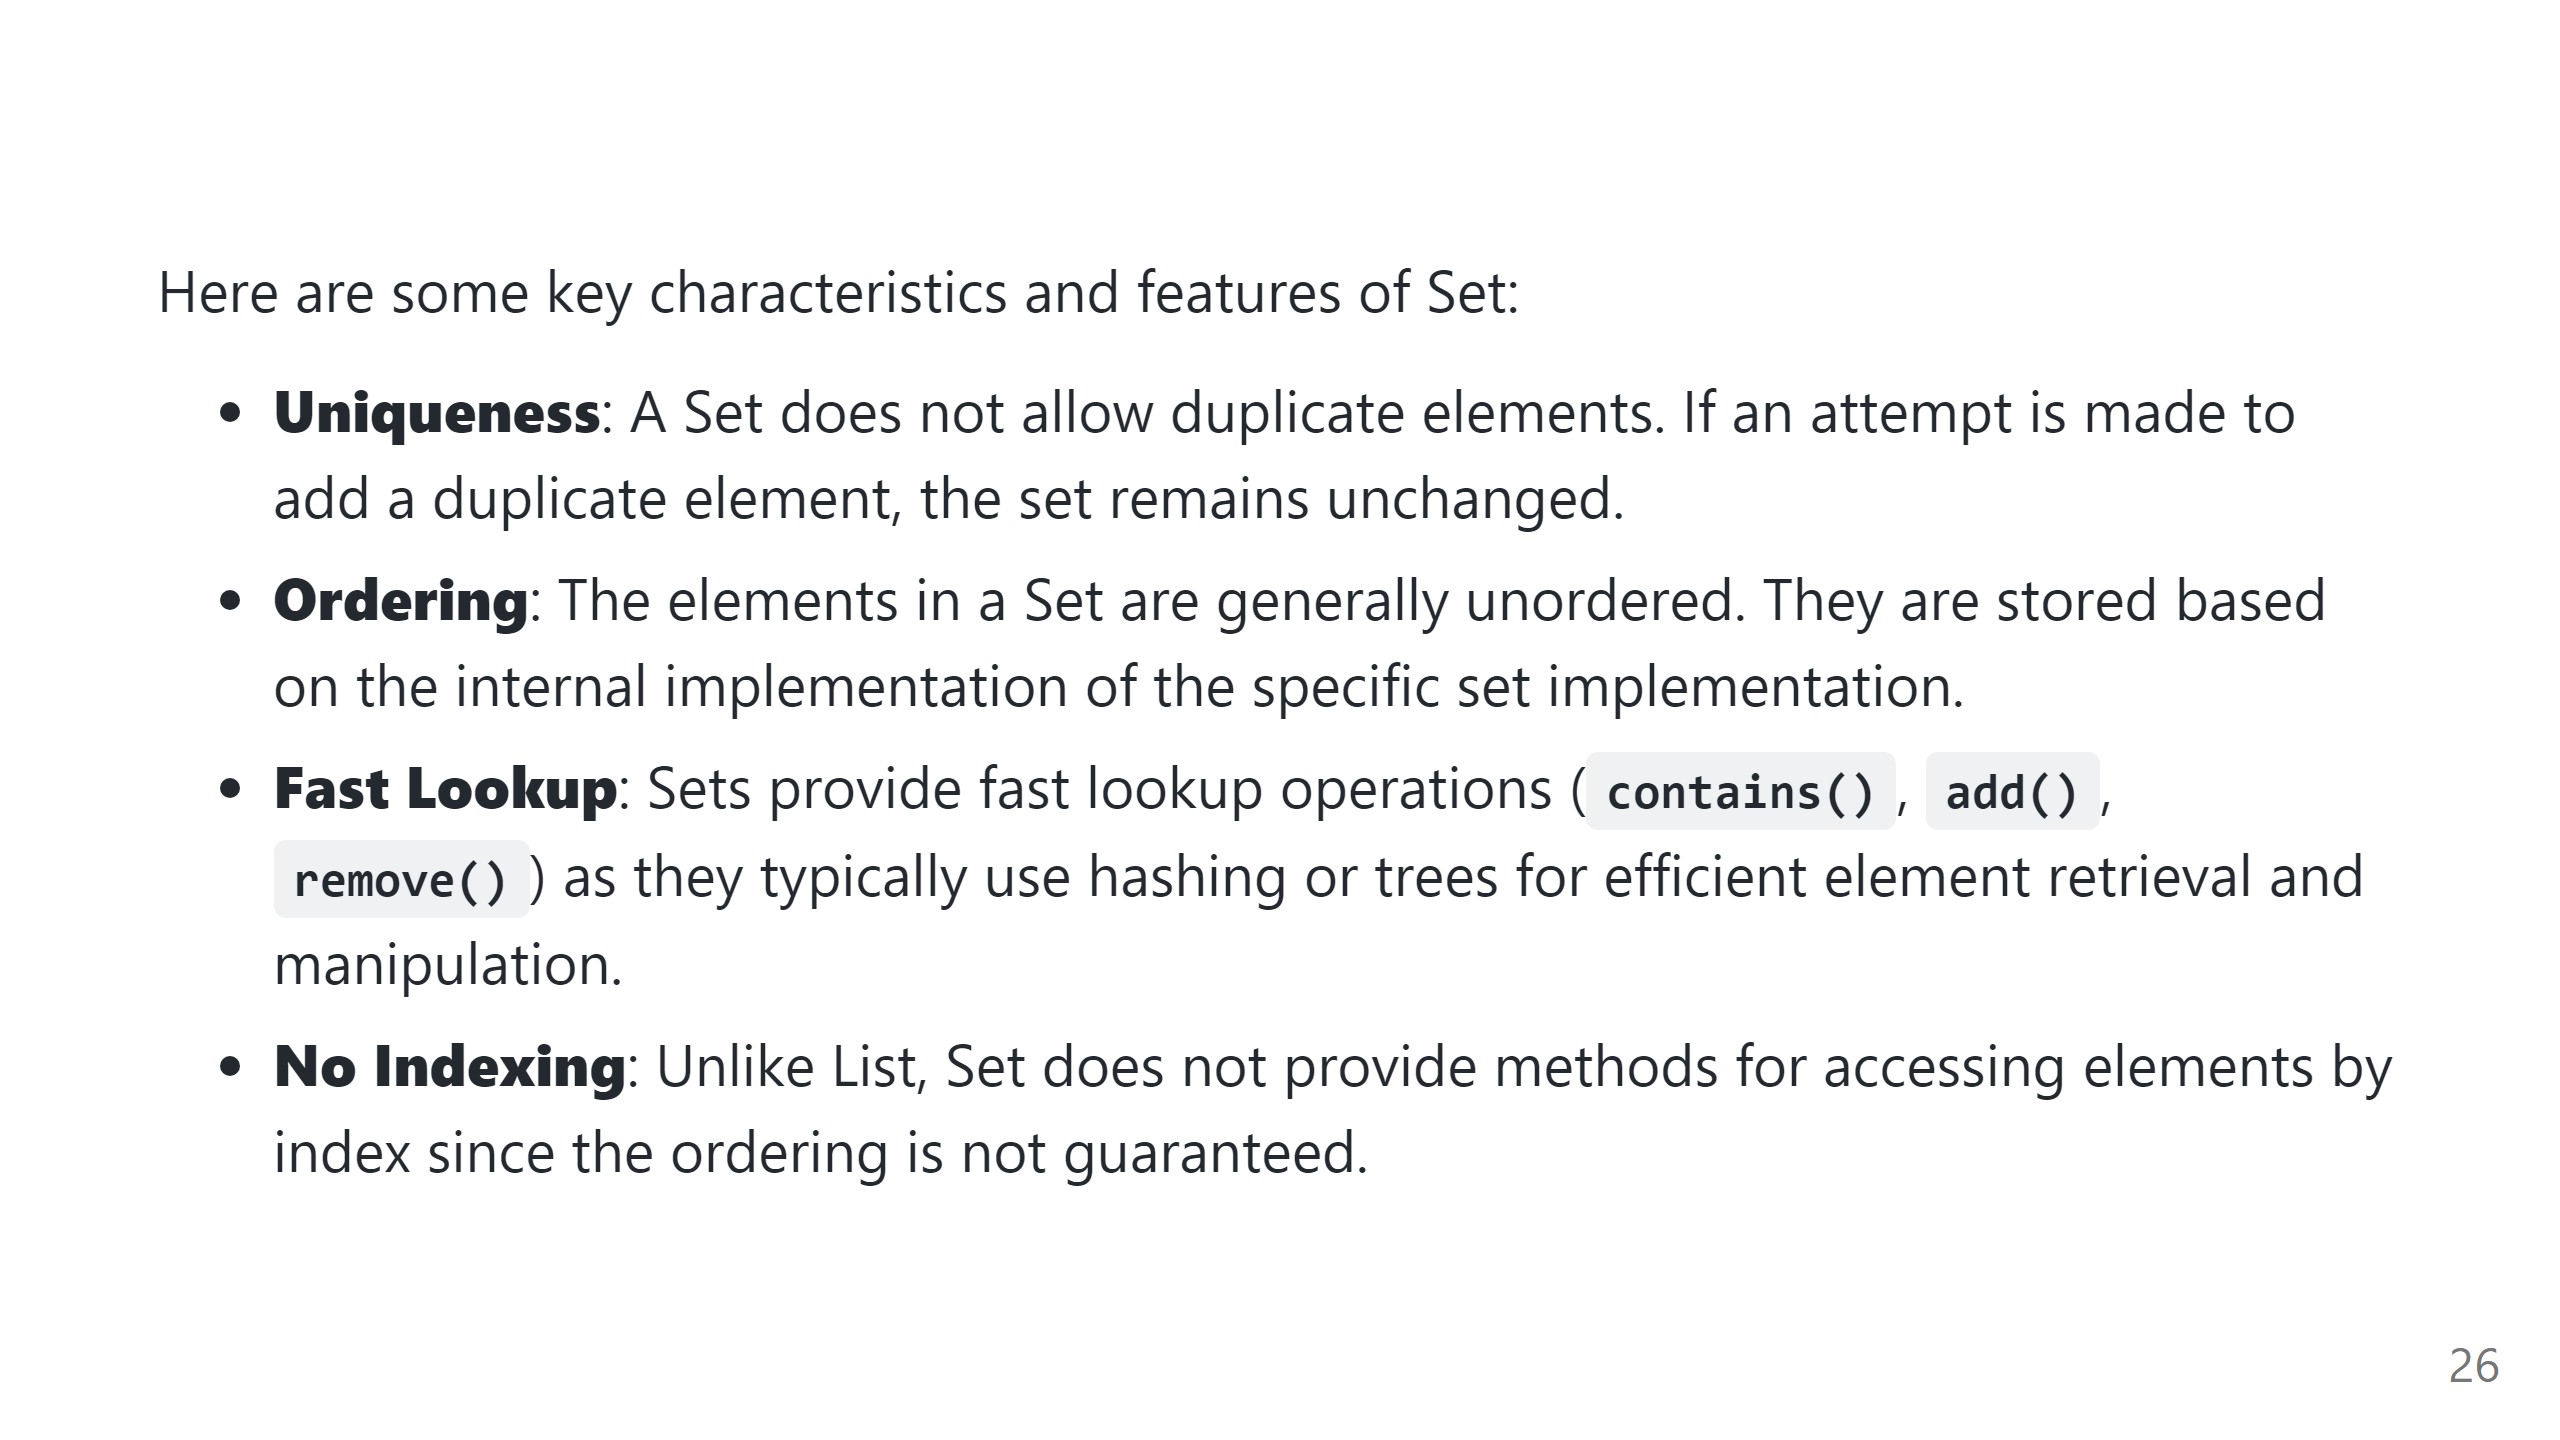 Here are some key characteristics and features of Set:
• Uniqueness: A Set does not allow duplicate elements. If an attempt is made to
add a duplicate element, the set remains unchanged.
• Ordering: The elements in a Set are generally unordered. They are stored based
on the internal implementation of the specific set implementation.
• Fast Lookup: Sets provide fast lookup operations ( contains() , add() ,
remove() ) as they typically use hashing or trees for efficient element retrieval and
manipulation.
• No Indexing: Unlike List, Set does not provide methods for accessing elements by
index since the ordering is not guaranteed.
26